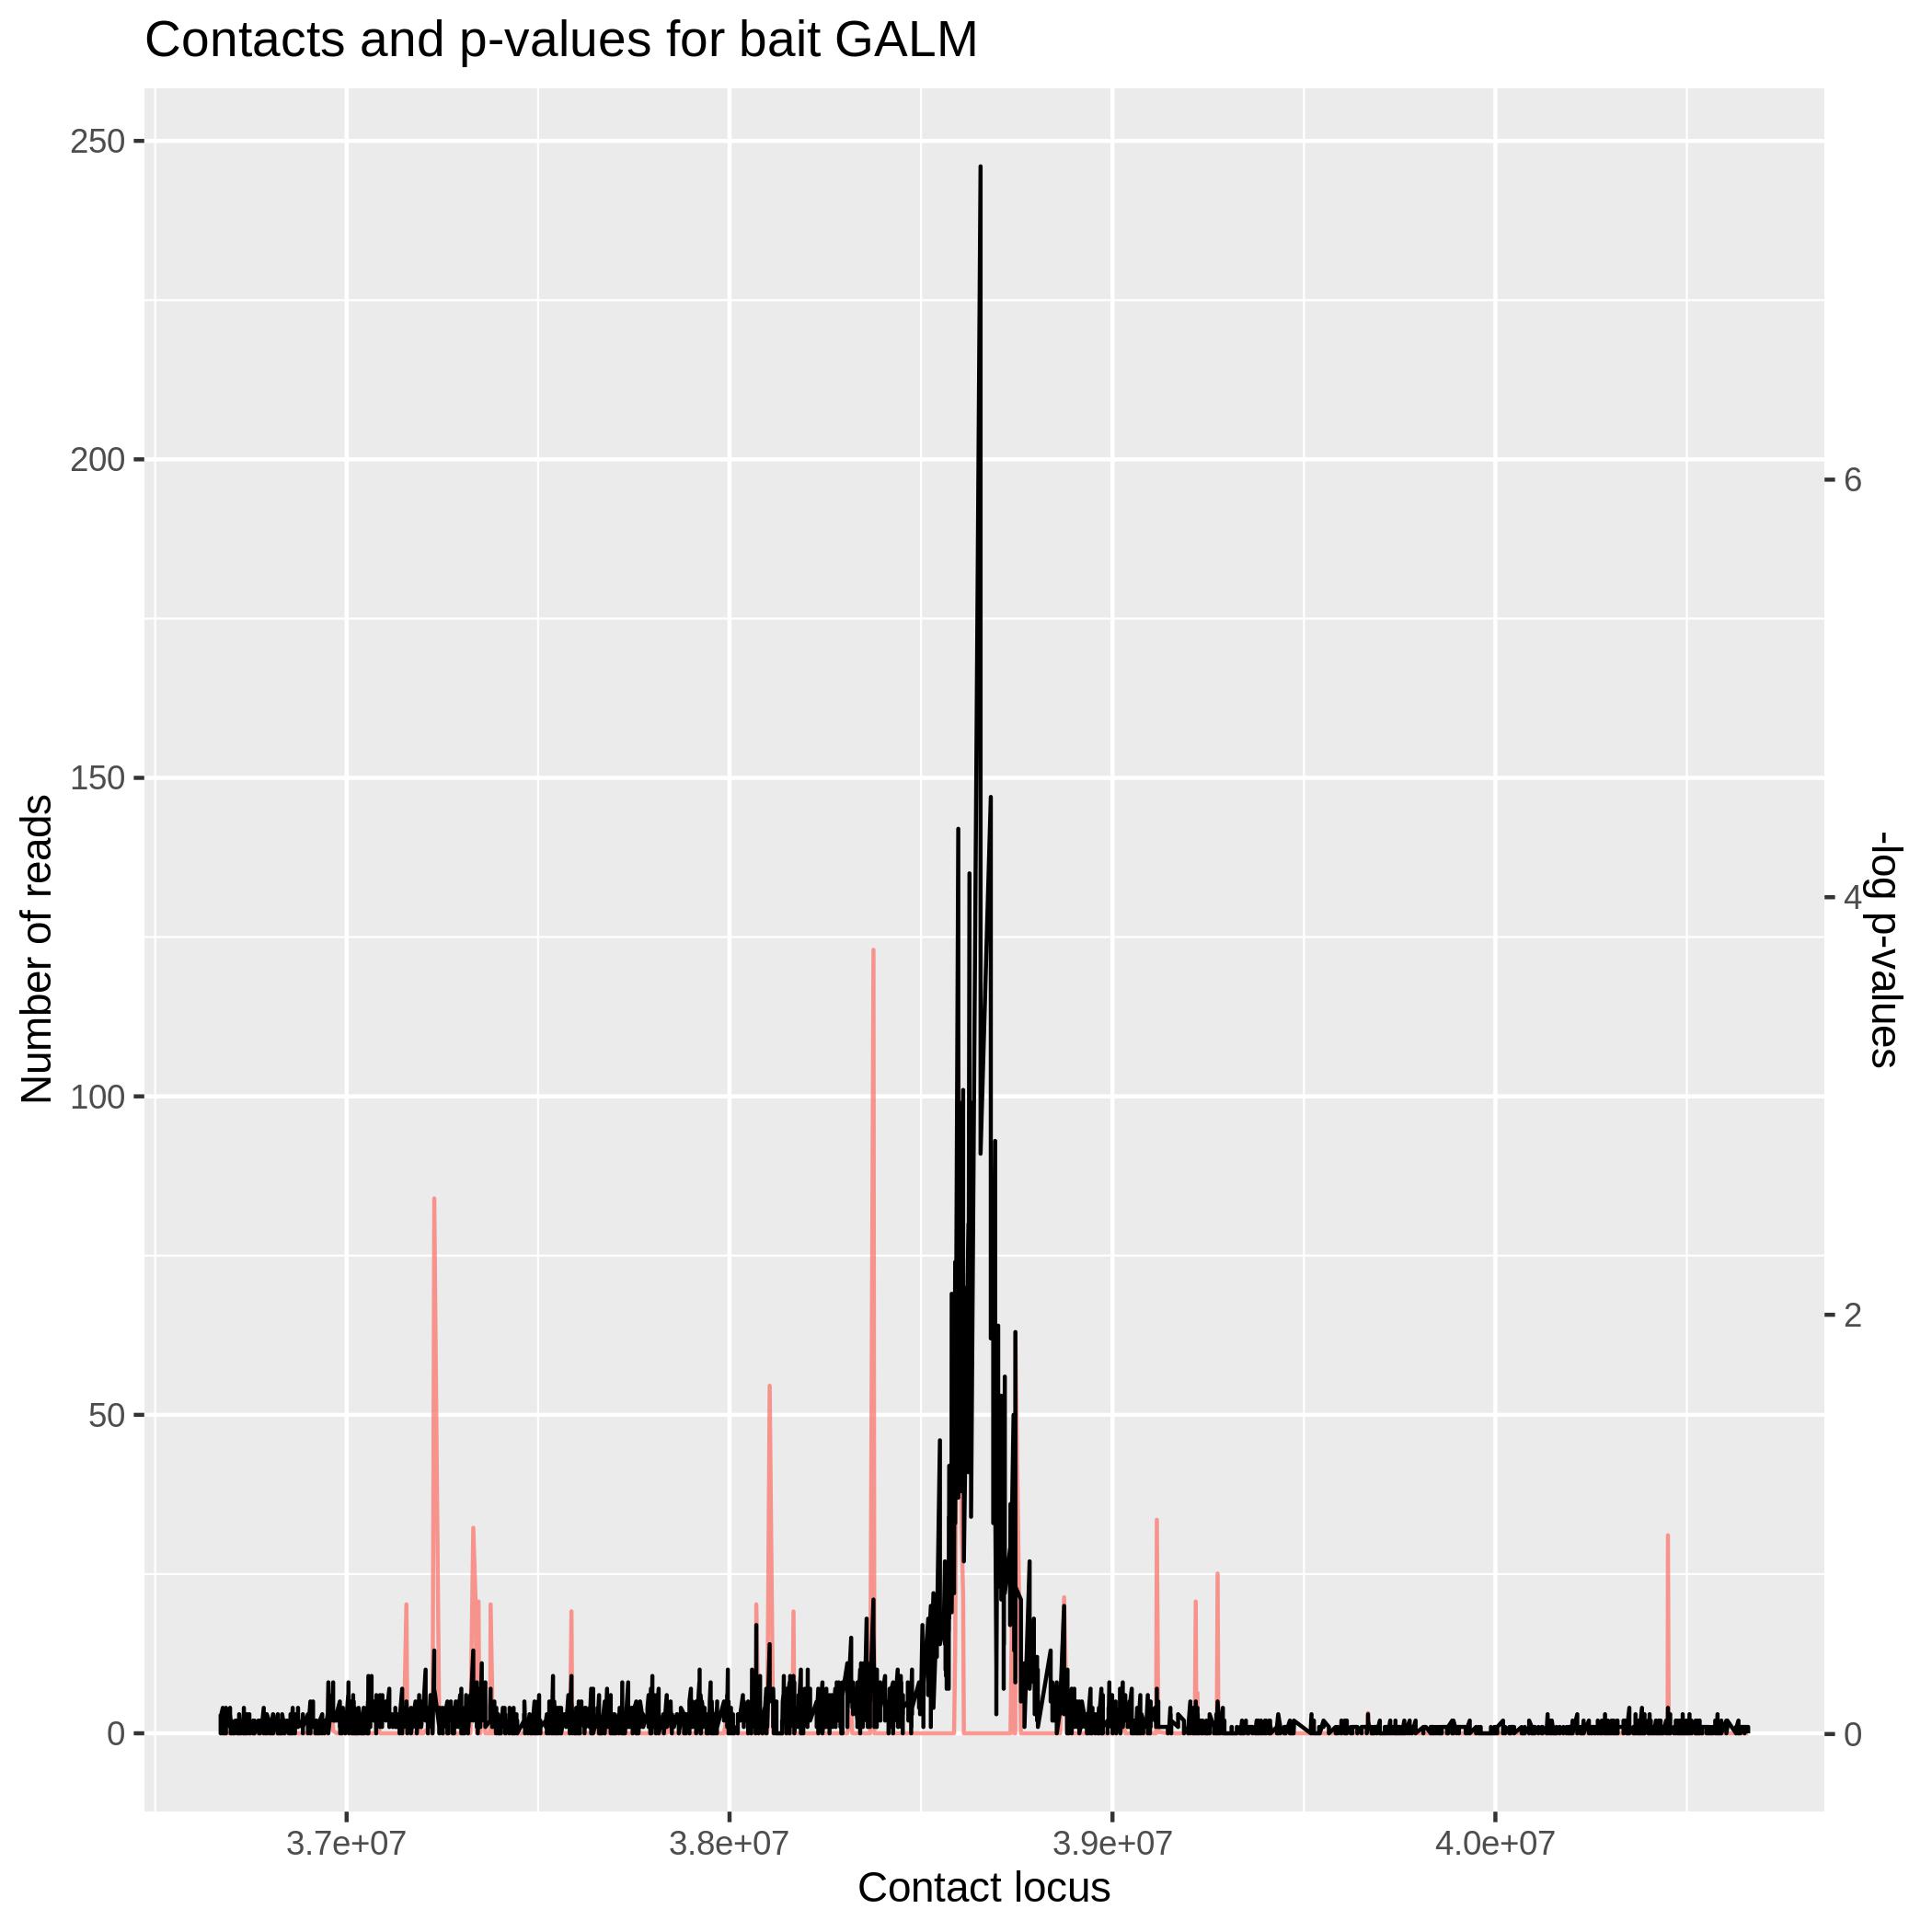 Contacts and p-values for bait GALM
250
200
150
100
50
0
Number of reads
6
4
2
0
-log p-values
3.7e+07
3.8e+07
3.9e+07
4.0e+07
Contact locus